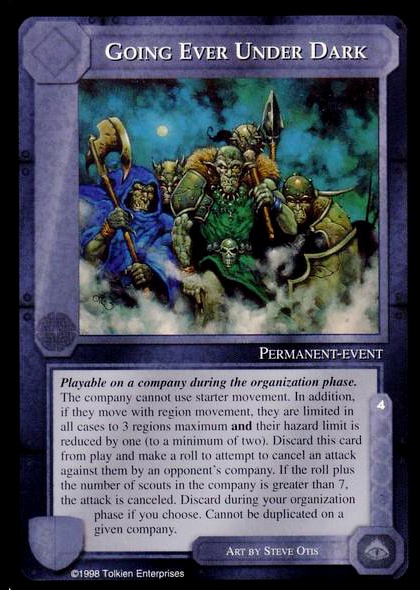 GOING EVER UNDER DARK
PERMANENT-EVENT
Playable on a company during the organization phase.
The company cannot use starter movement. In addition,
if they move with region movement, they are limited in
all cases to 3 regions maximum and their hazard limit is
reduced by one (to a minimum of two). Discard this card
from play and make a roll to attempt to cancel an attack
against them by an opponent's company. If the roll plus
the number of scouts in the company is greater than 7,
the attack is canceled. Discard during your organization
phase if you choose. Cannot be duplicated on a
given company.
4
ART BY STEVE OTIS
©1998 Tolkien Enterprises